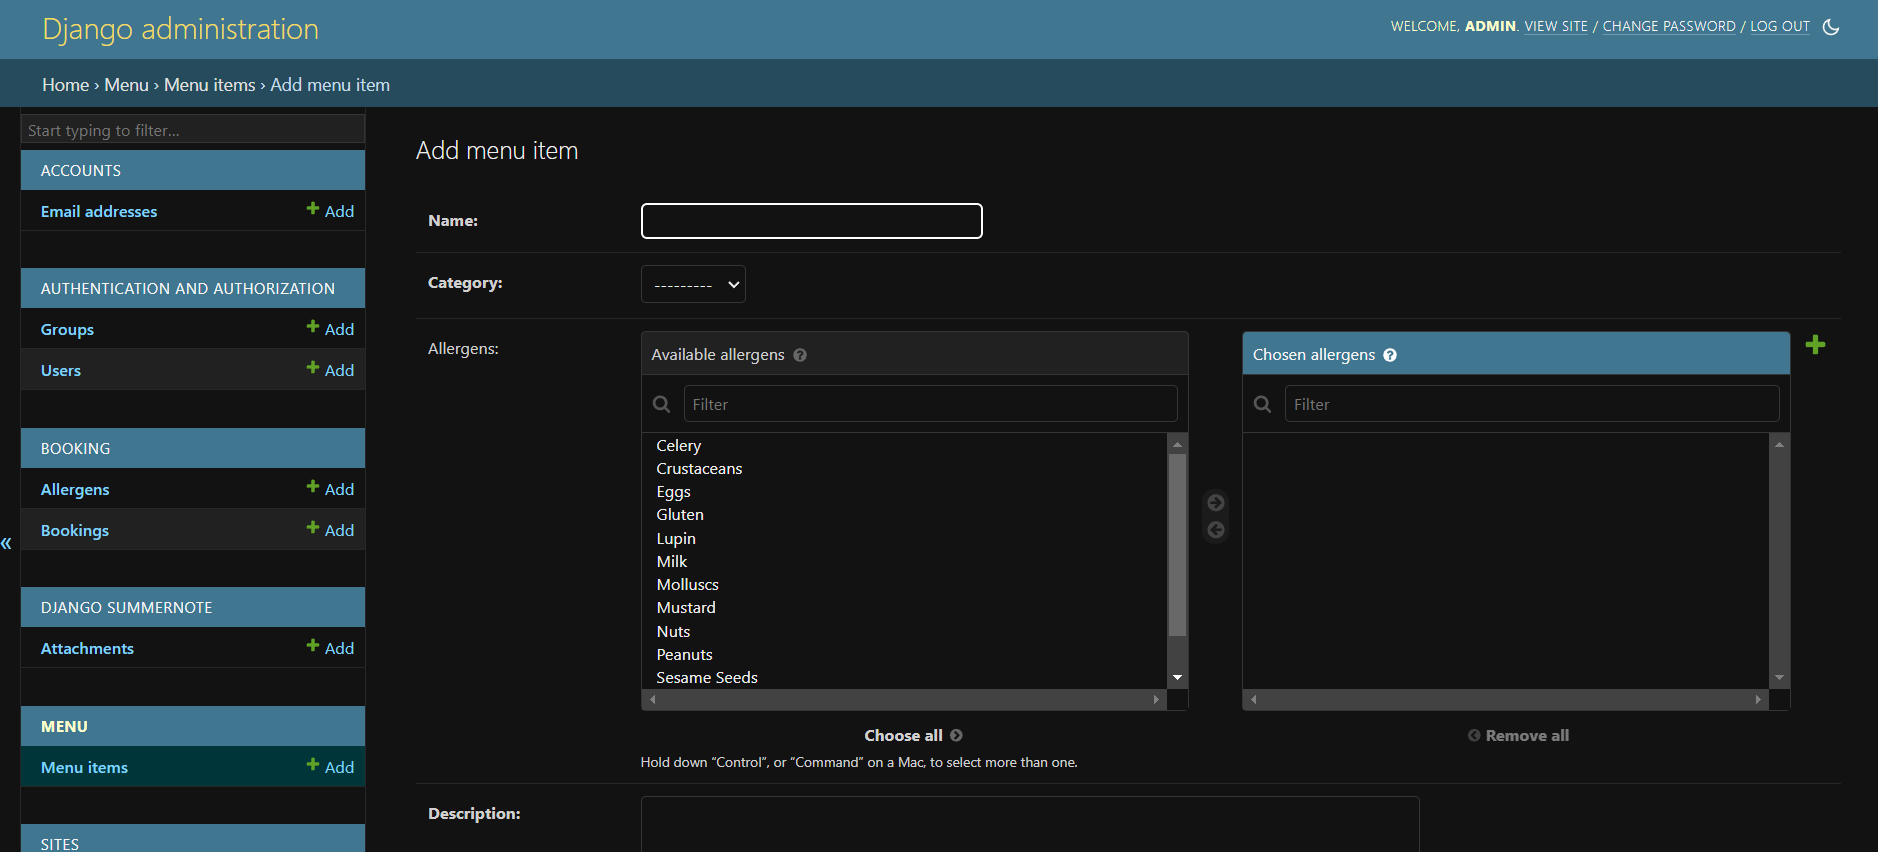 Django administration
WELCOME, ADMIN. VIEW SITE / CHANGE PASSWORD / LOG OUT
Home › Menu › Menu items › Add menu item
Start typing to filter...
ACCOUNTS
Email addresses
Add
AUTHENTICATION AND AUTHORIZATION
Groups
Add
Users
Add
BOOKING
Allergens
Add
Bookings
Add
DJANGO SUMMERNOTE
Attachments
Add
MENU
Menu items
Add
SITES
«
Add menu item
Name:
Category:
---------
Allergens:
Available allergens
Filter
Celery
Crustaceans
Eggs
Gluten
Lupin
Milk
Molluscs
Mustard
Nuts
Peanuts
Sesame Seeds
Choose all
Chosen allergens
Filter
Remove all
Hold down “Control”, or “Command” on a Mac, to select more than one.
Description: